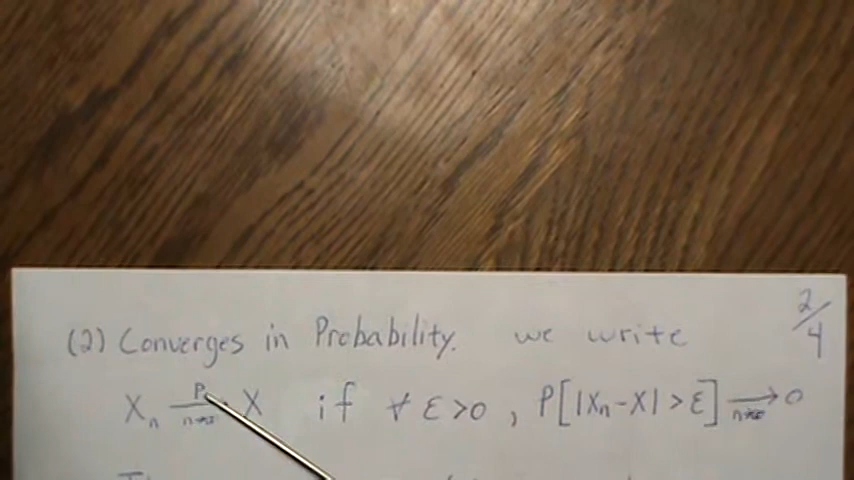 2/4
(2) Converges in Probability. we write
Xn P→ n→∞ X if ∀ ε>0, P[|Xn-X|>ε] → n→∞ 0